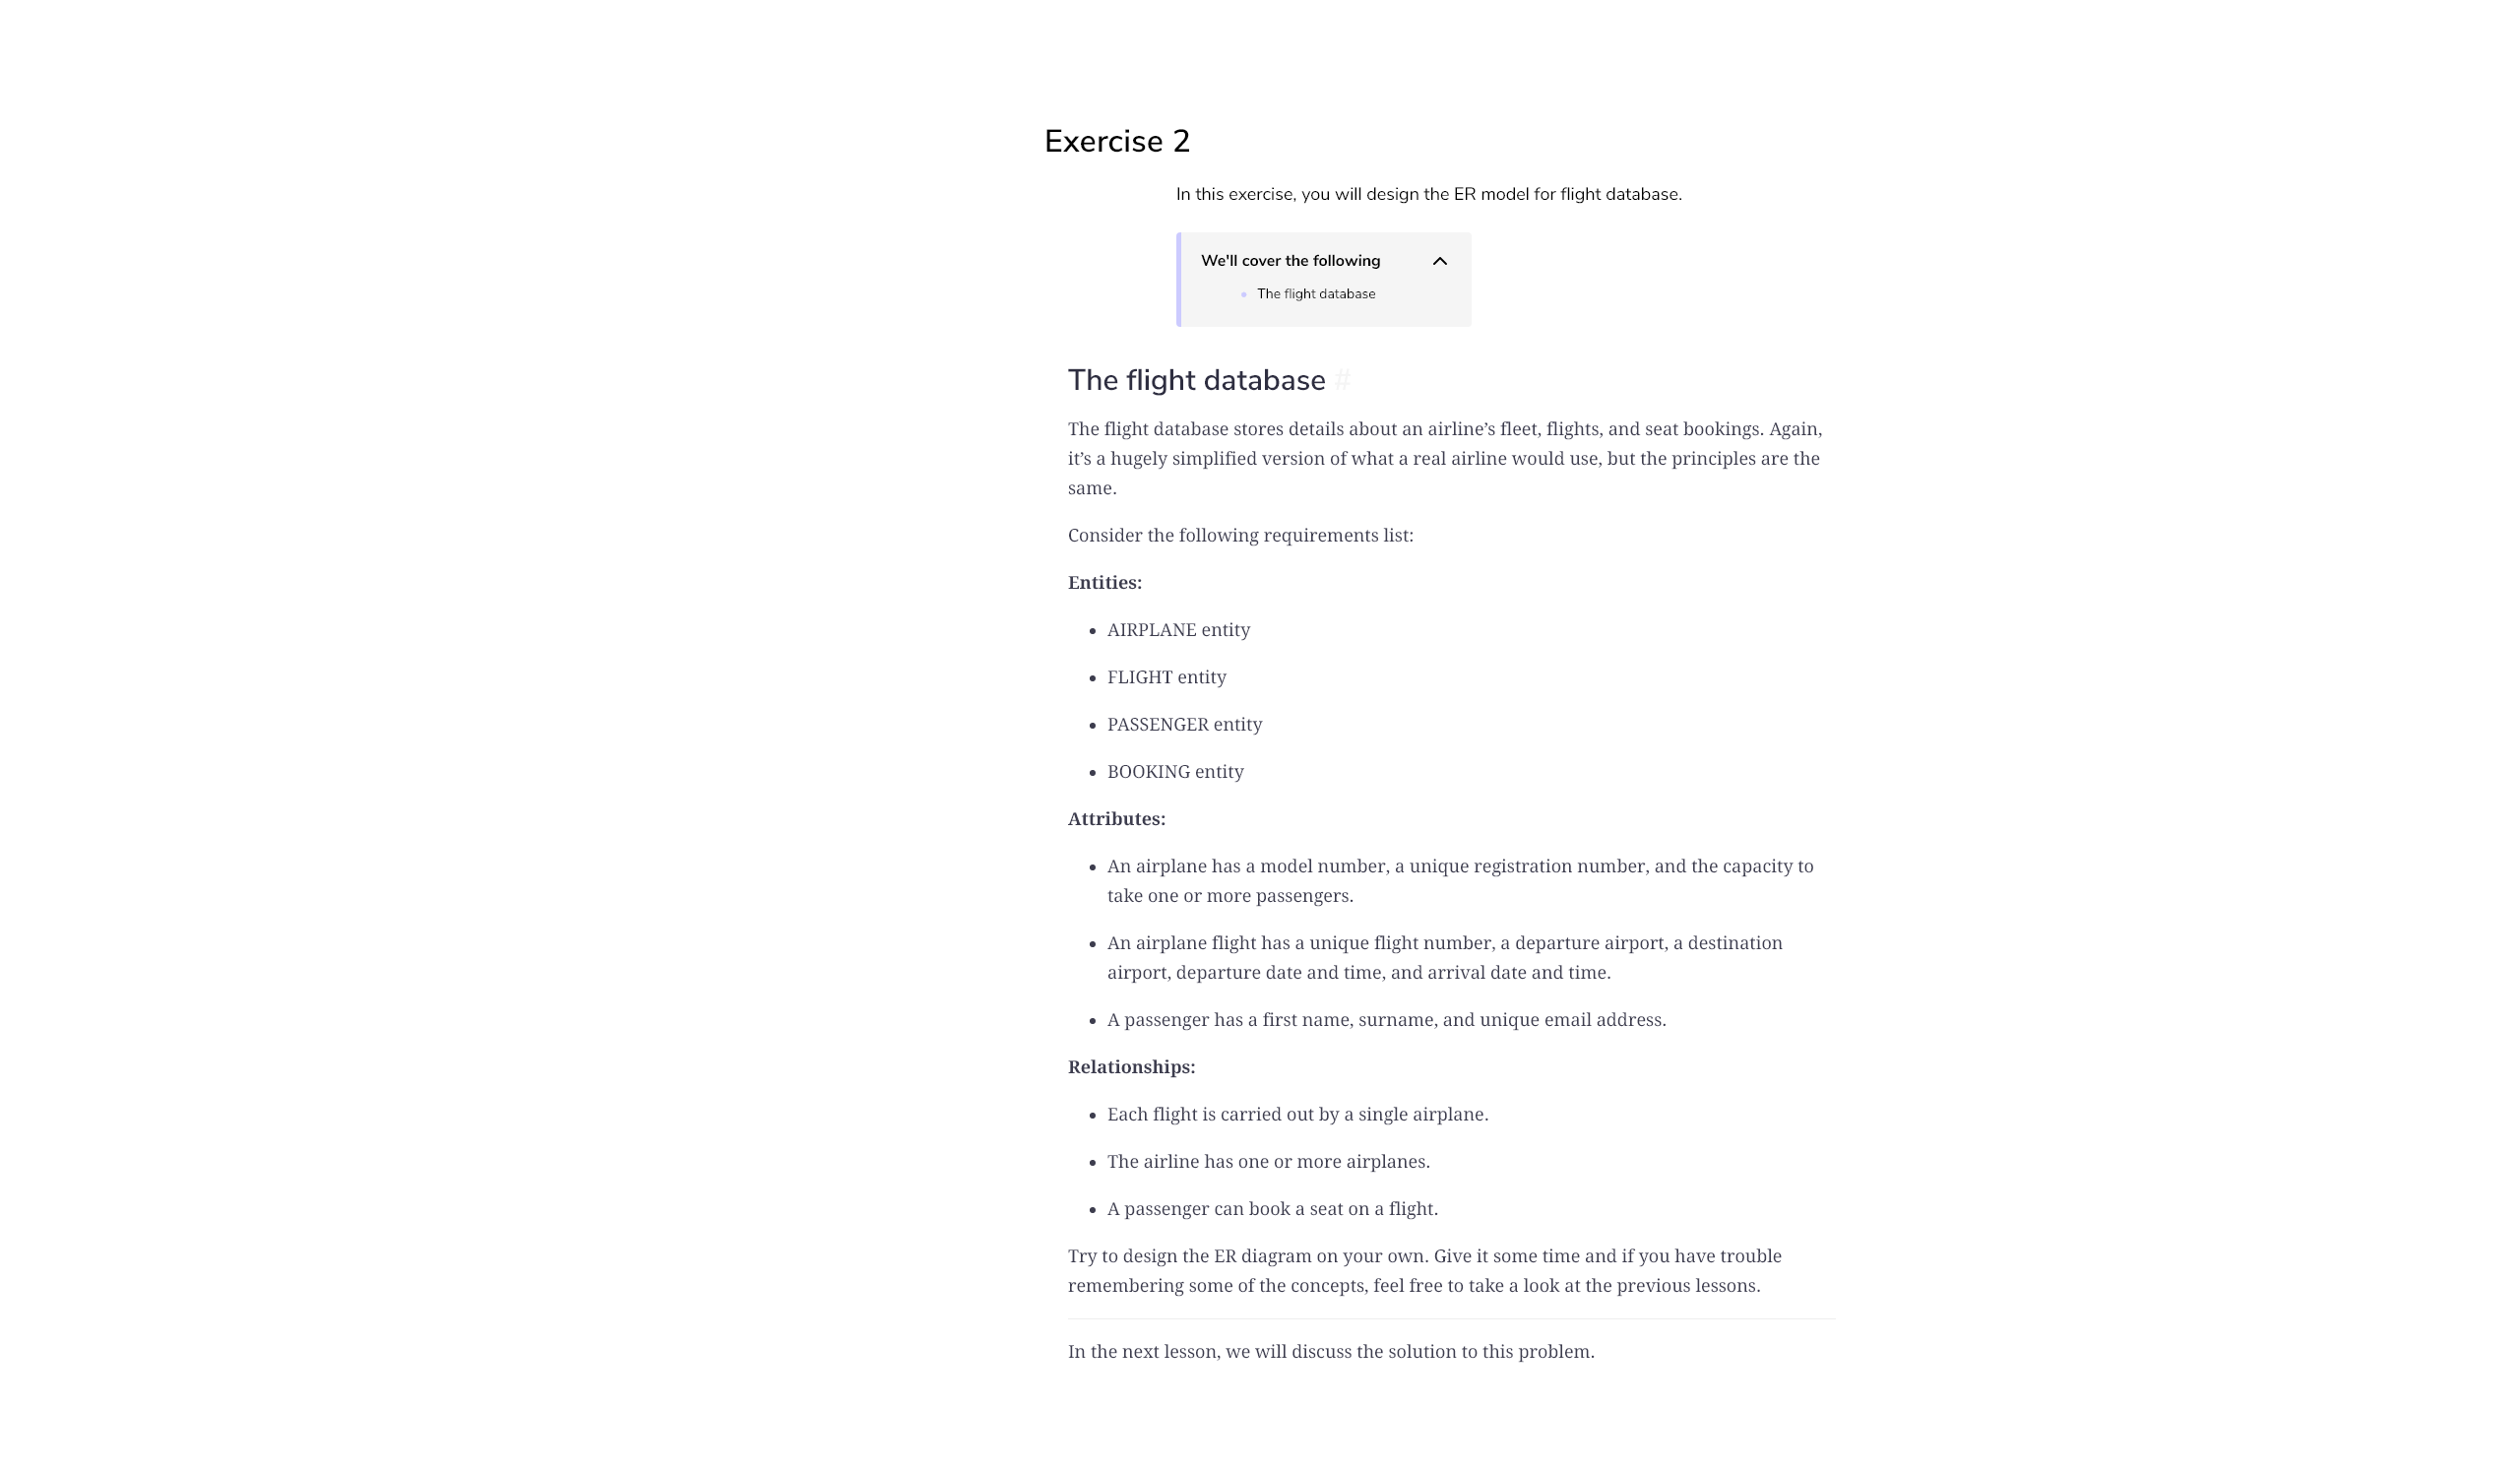 Exercise 2
In this exercise, you will design the ER model for flight database.
We'll cover the following
The flight database
The flight database #
The flight database stores details about an airline’s fleet, flights, and seat bookings. Again,
it’s a hugely simplified version of what a real airline would use, but the principles are the
same.
Consider the following requirements list:
Entities:
• AIRPLANE entity
• FLIGHT entity
• PASSENGER entity
• BOOKING entity
Attributes:
• An airplane has a model number, a unique registration number, and the capacity to
take one or more passengers.
• An airplane flight has a unique flight number, a departure airport, a destination
airport, departure date and time, and arrival date and time.
• A passenger has a first name, surname, and unique email address.
Relationships:
• Each flight is carried out by a single airplane.
• The airline has one or more airplanes.
• A passenger can book a seat on a flight.
Try to design the ER diagram on your own. Give it some time and if you have trouble
remembering some of the concepts, feel free to take a look at the previous lessons.
In the next lesson, we will discuss the solution to this problem.